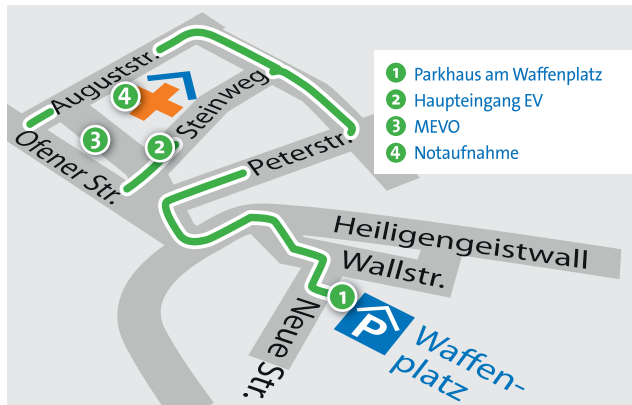 Auguststr.
4
Steinweg
3
2
Ofener Str.
Peterstr.
Heiligengeistwall
Wallstr.
1
Neue Str.
P
Waffen-
platz
1 Parkhaus am Waffenplatz
2 Haupteingang EV
3 MEVO
4 Notaufnahme